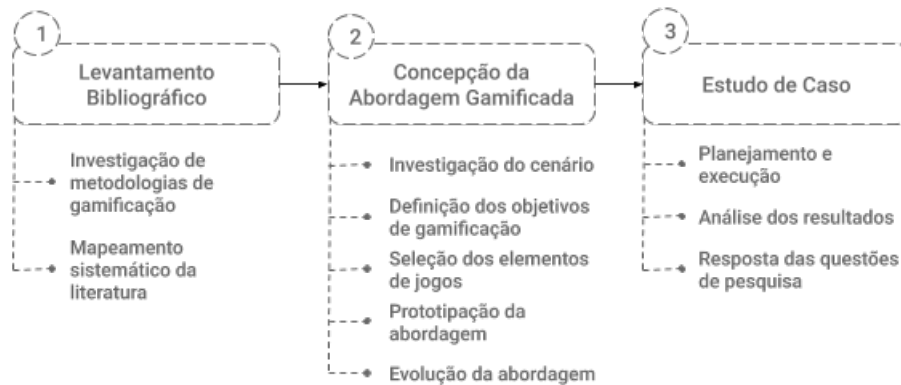 1
Levantamento
Bibliográfico
Investigação de
metodologias de
gamificação
Mapeamento
sistemático da
literatura
2
Concepção da
Abordagem Gamificada
Investigação do cenário
Definição dos objetivos
de gamificação
Seleção dos elementos
de jogos
Prototipação da
abordagem
Evolução da abordagem
3
Estudo de Caso
Planejamento e
execução
Análise dos resultados
Resposta das questões
de pesquisa